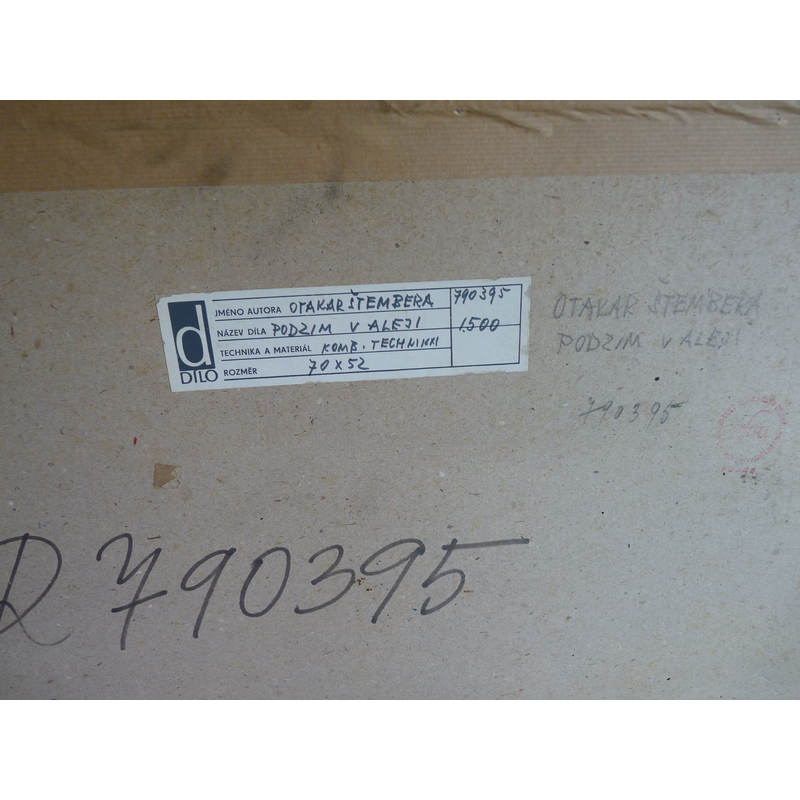 d
DÍLO
JMÉNO AUTORA OTAKAR ŠTEMBERA 790395
NÁZEV DÍLA PODZIM V ALEJI 1.500
TECHNIKA A MATERIÁL KOMB. TECHNIKA
ROZMĚR 70 x 52
OTAKAR ŠTEMBERA
PODZIM V ALEJI
790395
R 790395